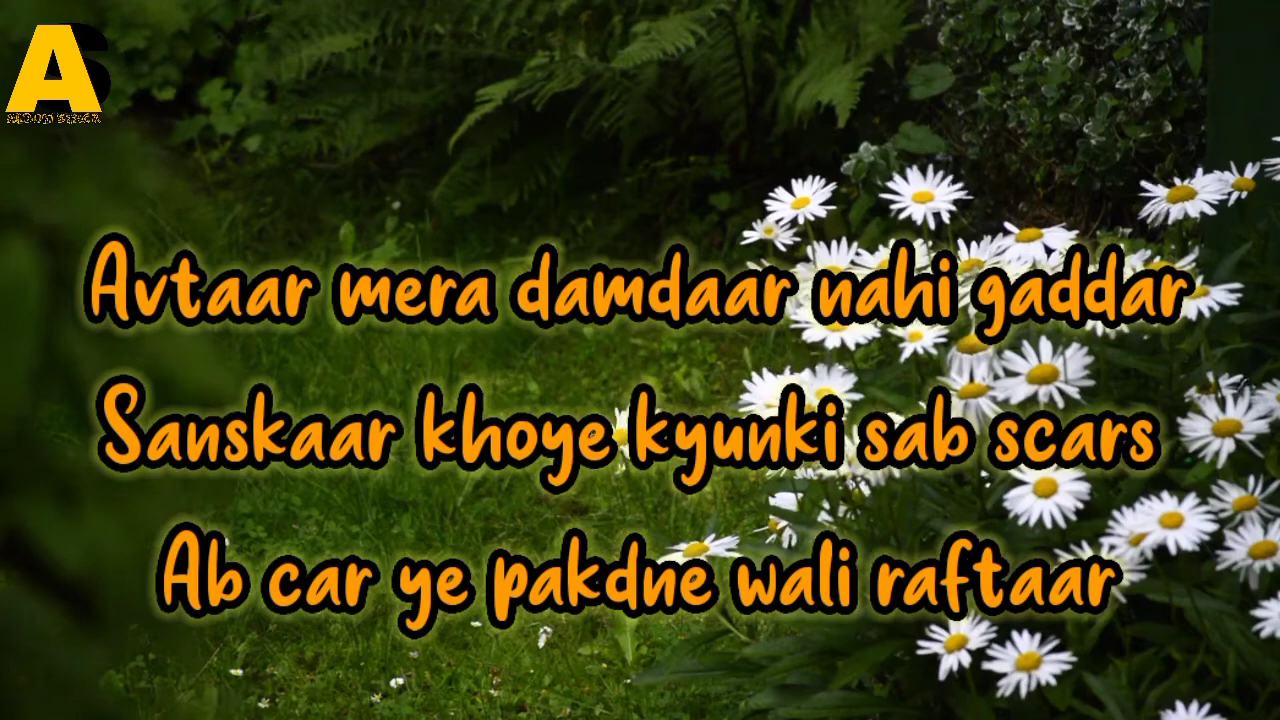 A
Avtaar mera damdaar nahi gaddar
Sanskaar khoye kyunki sab scars
Ab car ye pakdne wali raftaar